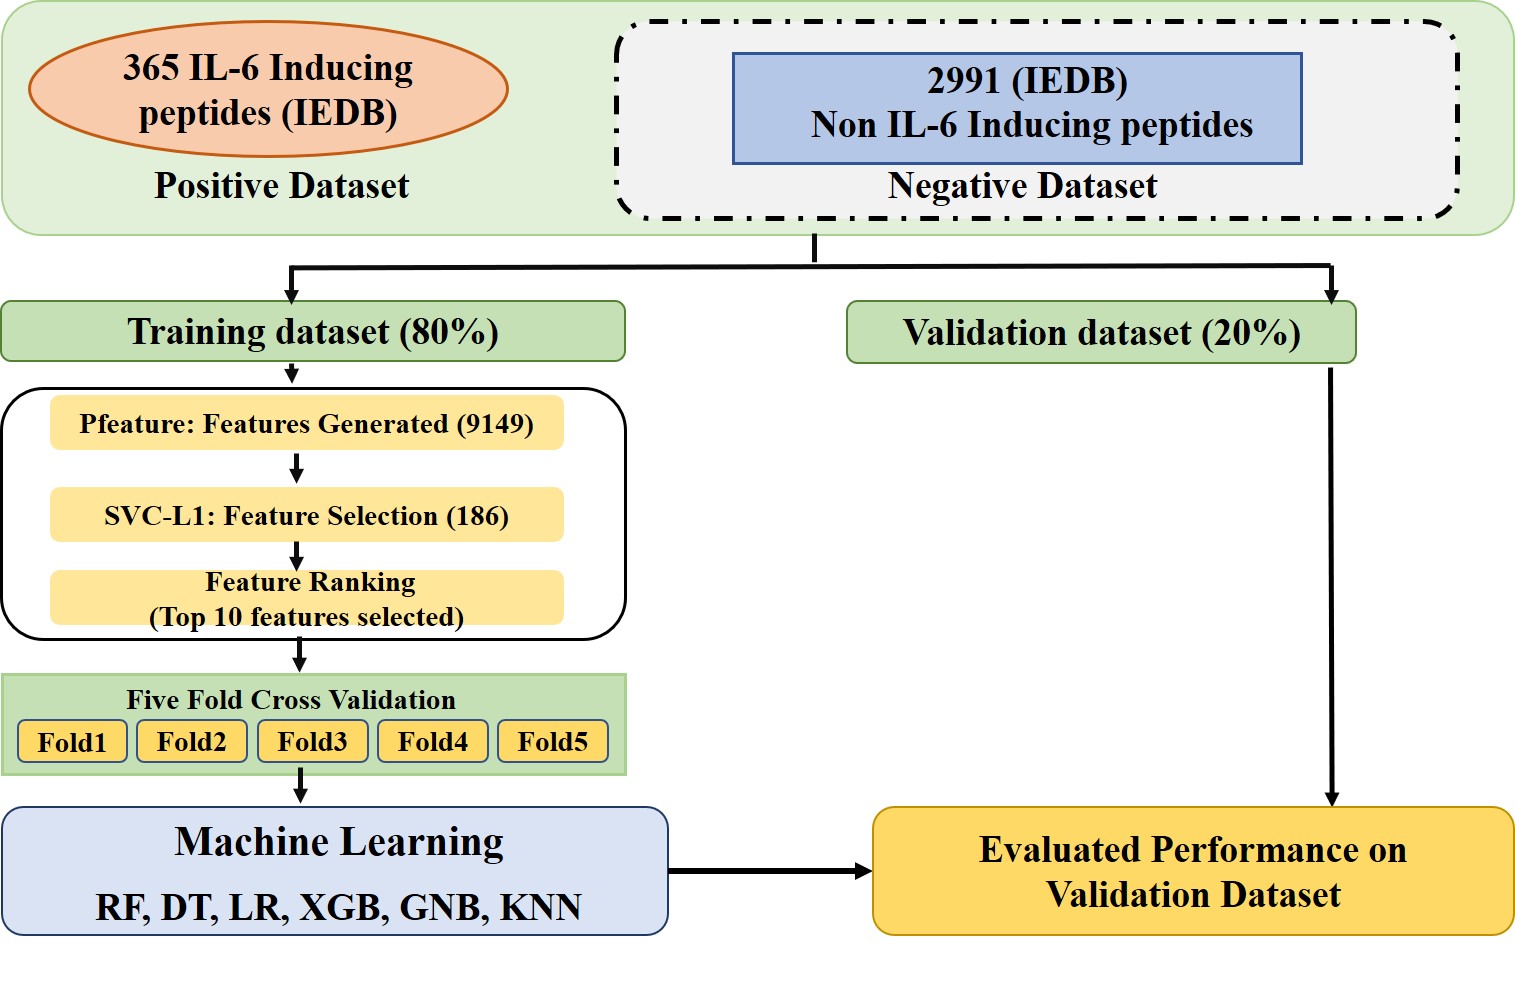 365 IL-6 Inducing
peptides (IEDB)
Positive Dataset
2991 (IEDB)
Non IL-6 Inducing peptides
Negative Dataset
Training dataset (80%)
Validation dataset (20%)
Pfeature: Features Generated (9149)
SVC-L1: Feature Selection (186)
Feature Ranking
(Top 10 features selected)
Five Fold Cross Validation
Fold1 Fold2 Fold3 Fold4 Fold5
Machine Learning
RF, DT, LR, XGB, GNB, KNN
Evaluated Performance on
Validation Dataset